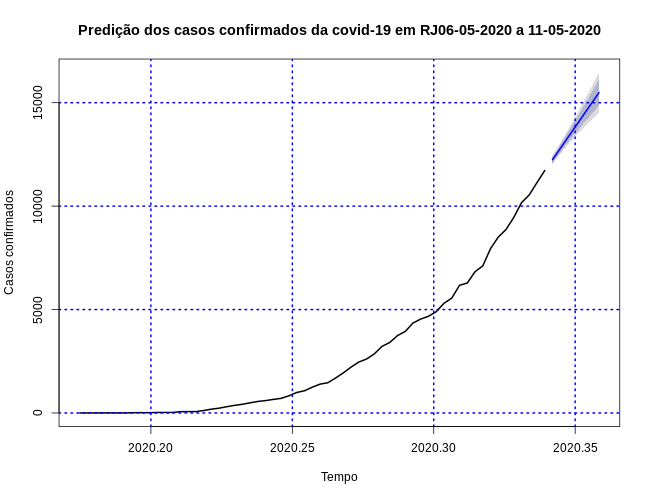 Predição dos casos confirmados da covid-19 em RJ06-05-2020 a 11-05-2020
Casos confirmados
15000
10000
5000
0
2020.20 2020.25 2020.30 2020.35
Tempo